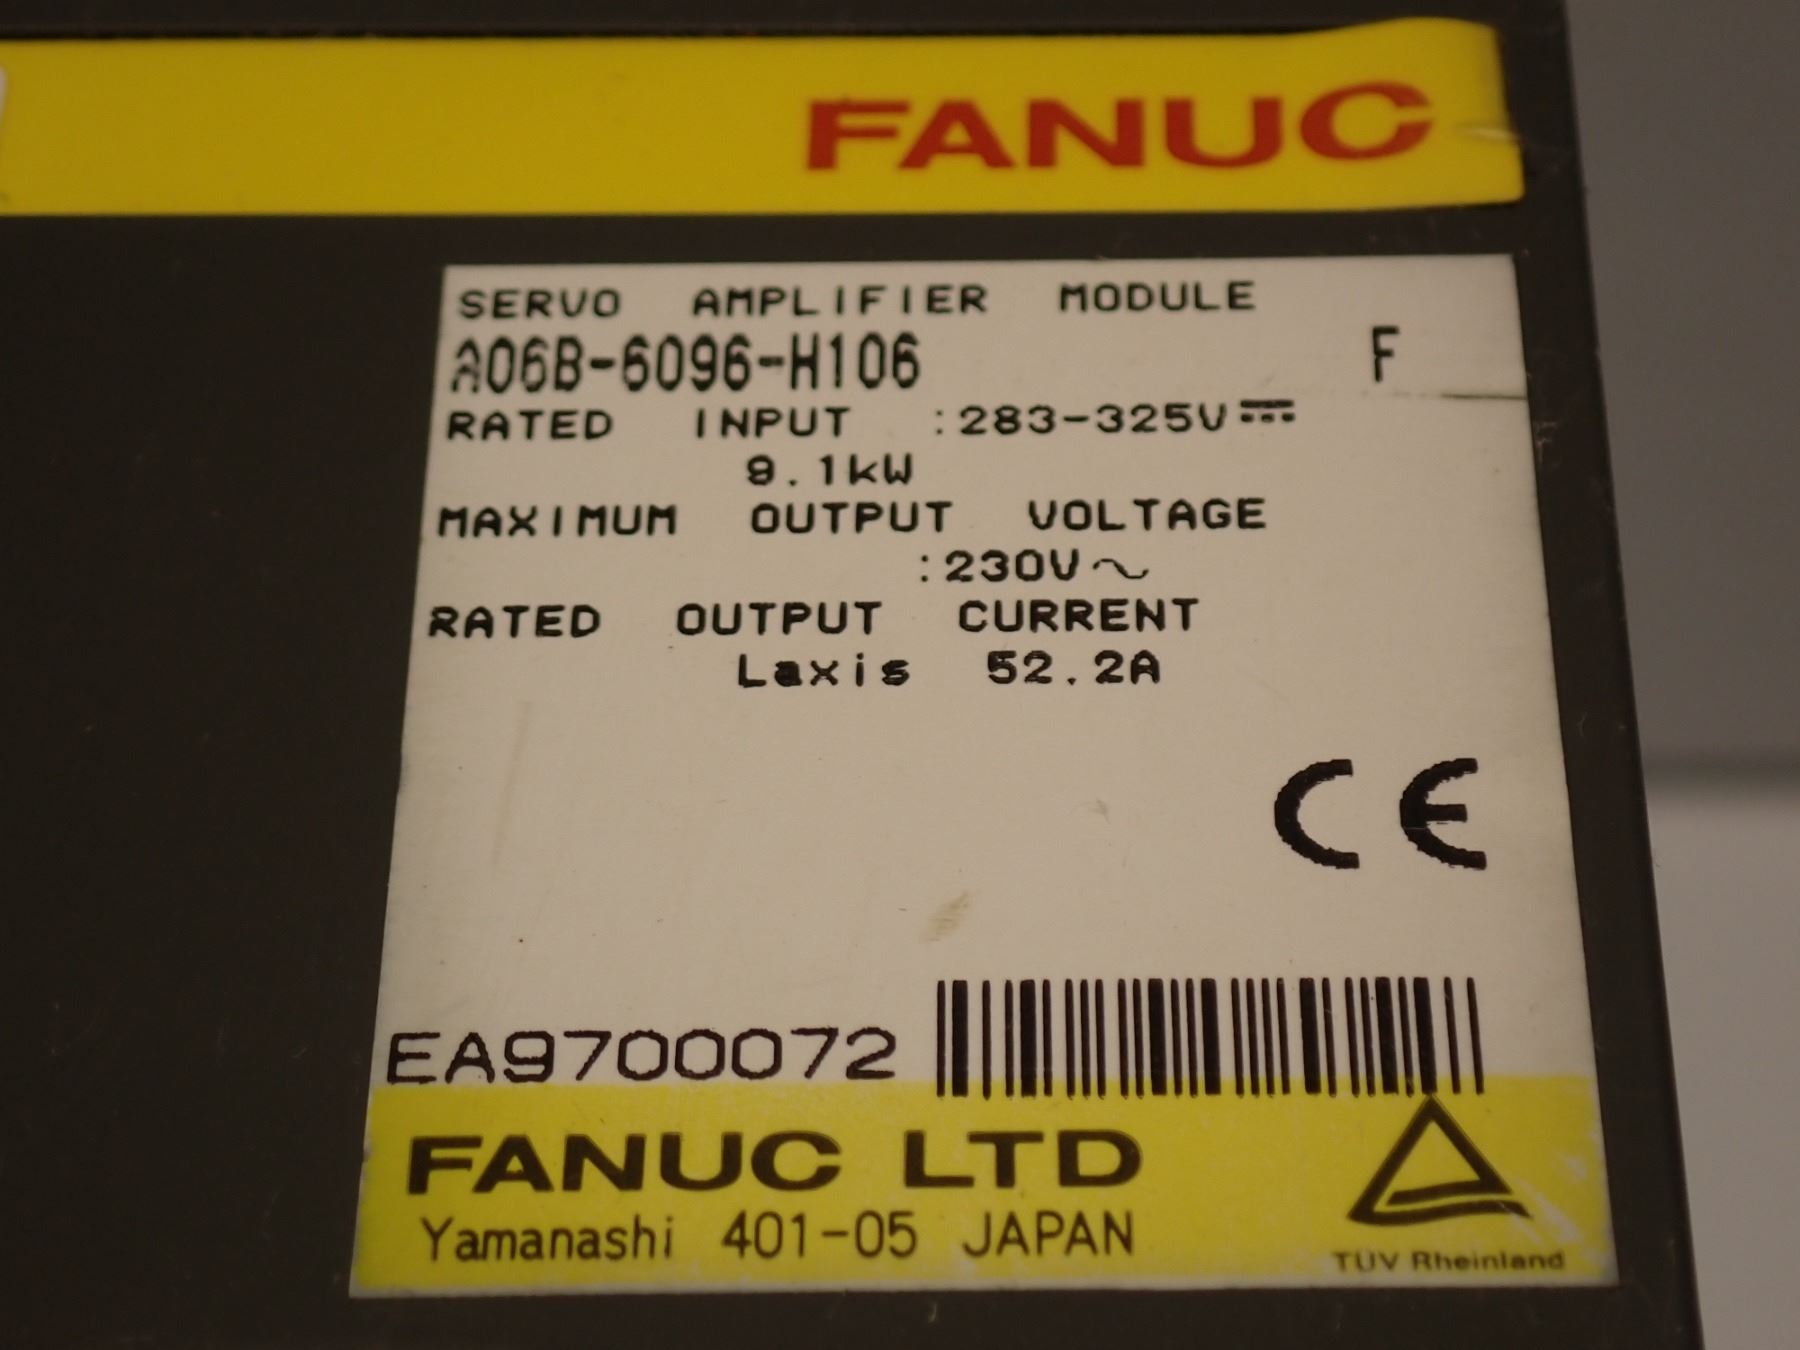 FANUC
SERVO AMPLIFIER MODULE
A06B-6096-H106 F
RATED INPUT :283-325V⎓
9.1kW
MAXIMUM OUTPUT VOLTAGE
:230V~
RATED OUTPUT CURRENT
Laxis 52.2A
CE
EA9700072
FANUC LTD
Yamanashi 401-05 JAPAN
TUV Rheinland